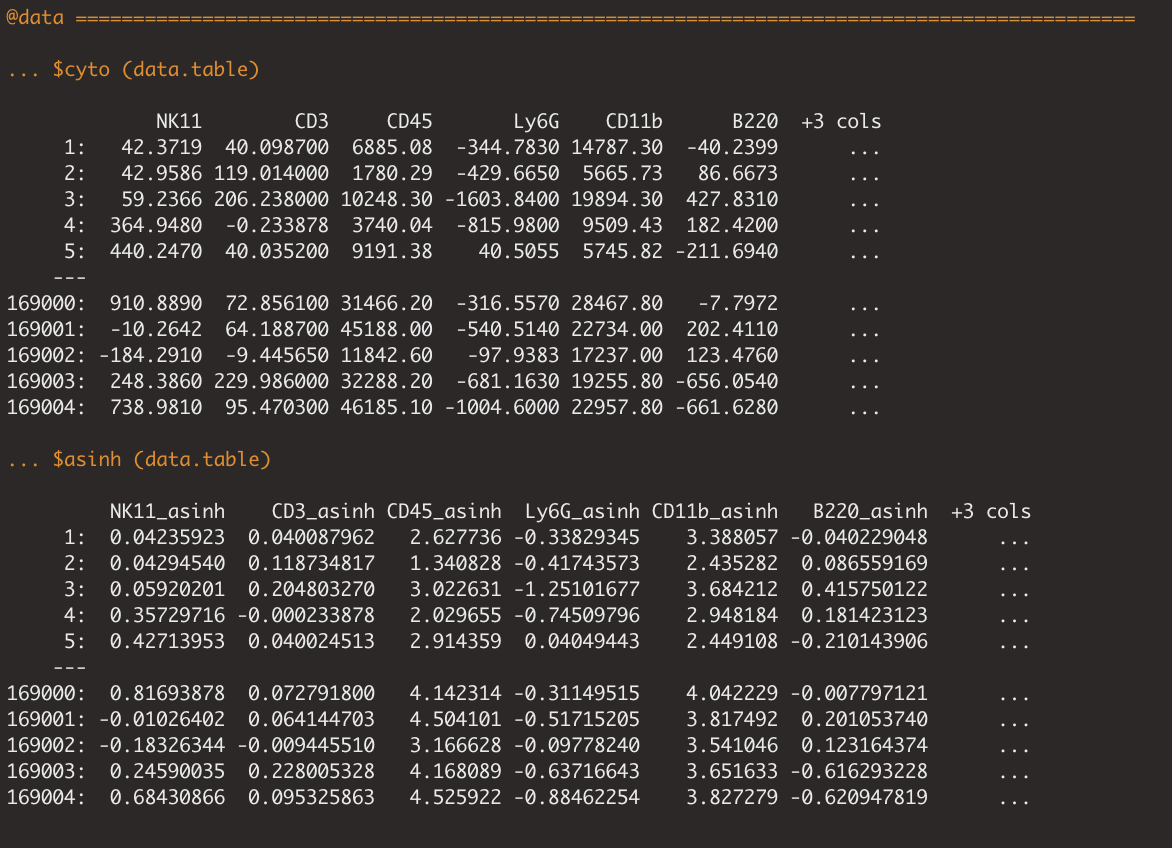 @data =============================================================================================
... $cyto (data.table)
NK11 CD3 CD45 Ly6G CD11b B220 +3 cols
1: 42.3719 40.098700 6885.08 -344.7830 14787.30 -40.2399 ...
2: 42.9586 119.014000 1780.29 -429.6650 5665.73 86.6673 ...
3: 59.2366 206.238000 10248.30 -1603.8400 19894.30 427.8310 ...
4: 364.9480 -0.233878 3740.04 -815.9800 9509.43 182.4200 ...
5: 440.2470 40.035200 9191.38 40.5055 5745.82 -211.6940 ...
---
169000: 910.8890 72.856100 31466.20 -316.5570 28467.80 -7.7972 ...
169001: -10.2642 64.188700 45188.00 -540.5140 22734.00 202.4110 ...
169002: -184.2910 -9.445650 11842.60 -97.9383 17237.00 123.4760 ...
169003: 248.3860 229.986000 32288.20 -681.1630 19255.80 -656.0540 ...
169004: 738.9810 95.470300 46185.10 -1004.6000 22957.80 -661.6280 ...
... $asinh (data.table)
NK11_asinh CD3_asinh CD45_asinh Ly6G_asinh CD11b_asinh B220_asinh +3 cols
1: 0.04235923 0.040087962 2.627736 -0.33829345 3.388057 -0.040229048 ...
2: 0.04294540 0.118734817 1.340828 -0.41743573 2.435282 0.086559169 ...
3: 0.05920201 0.204803270 3.022631 -1.25101677 3.684212 0.415750122 ...
4: 0.35729716 -0.000233878 2.029655 -0.74509796 2.948184 0.181423123 ...
5: 0.42713953 0.040024513 2.914359 0.04049443 2.449108 -0.210143906 ...
---
169000: 0.81693878 0.072791800 4.142314 -0.31149515 4.042229 -0.007797121 ...
169001: -0.01026402 0.064144703 4.504101 -0.51715205 3.817492 0.201053740 ...
169002: -0.18326344 -0.009445510 3.166628 -0.09778240 3.541046 0.123164374 ...
169003: 0.24590035 0.228005328 4.168089 -0.63716643 3.651633 -0.616293228 ...
169004: 0.68430866 0.095325863 4.525922 -0.88462254 3.827279 -0.620947819 ...